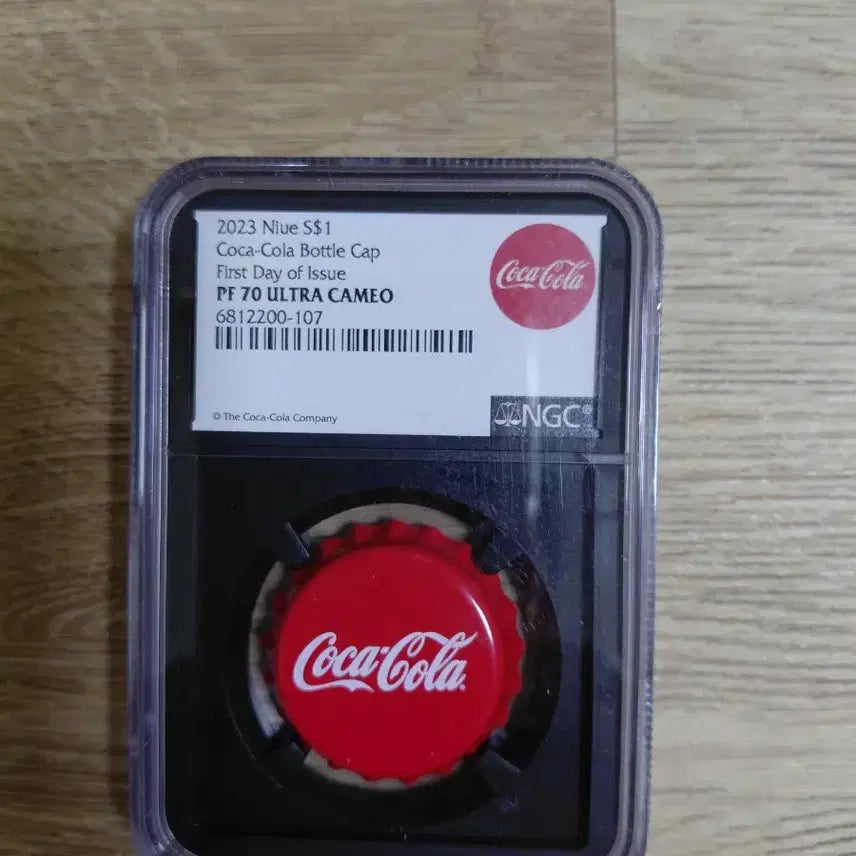 2023 Niue S$1
Coca-Cola Bottle Cap
First Day of Issue
PF 70 ULTRA CAMEO
6812200-107
Coca-Cola
© The Coca-Cola Company
NGC®
Coca-Cola